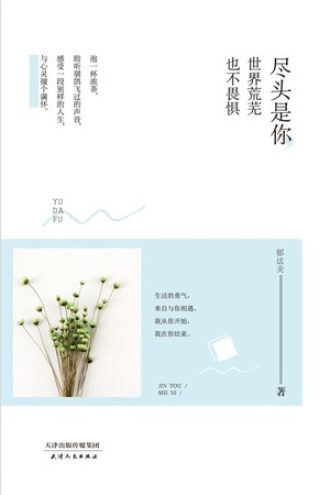 尽头是你,
世界荒芜
也不畏惧
泡一杯浓茶,
聆听驯鸽飞过的声音,
感受一段别样的人生,
与心灵撞个满怀。
YU
DA
FU
郁达夫
著
生活的勇气,
来自与你相遇。
我从你开始,
我在你结束。
JIN TOU /
SHI NI /
天津出版传媒集团
天津人民出版社